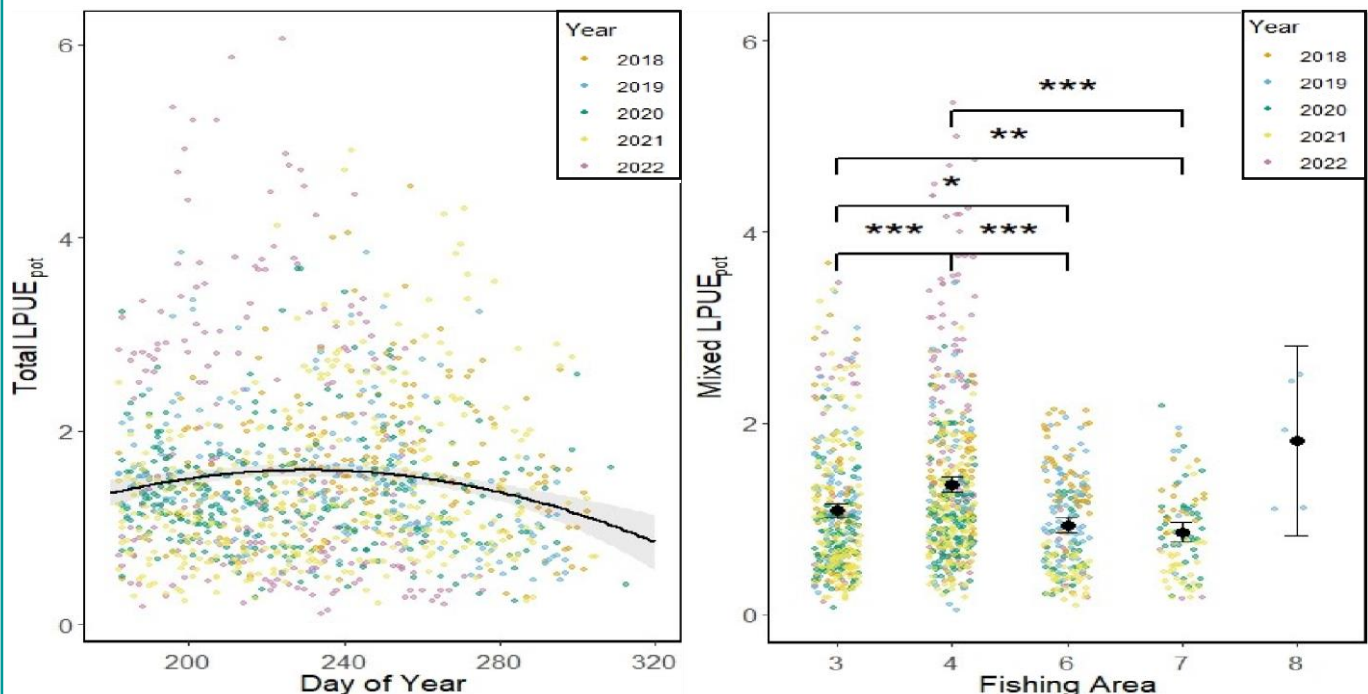 Year
2018
2019
2020
2021
2022
6
4
2
0
Total LPUEpot
200 240 280 320
Day of Year
Year
2018
2019
2020
2021
2022
***
**
*
*** ***
6
4
2
0
Mixed LPUEpot
3 4 6 7 8
Fishing Area